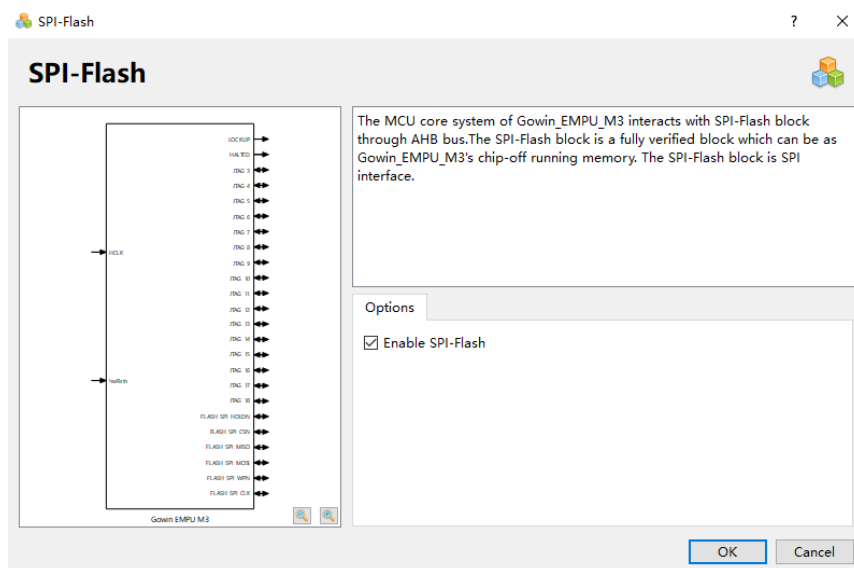 SPI-Flash
?
SPI-Flash
LOCKUP
HALTED
JTAG 3
JTAG 4
JTAG 5
JTAG 6
JTAG 7
JTAG 8
HCLK
JTAG 9
JTAG 10
JTAG 11
JTAG 12
JTAG 13
JTAG 14
JTAG 15
JTAG 16
hwRstn
JTAG 17
JTAG 18
FLASH SPI HOLDN
FLASH SPI CSN
FLASH SPI MISO
FLASH SPI MOSI
FLASH SPI WPN
FLASH SPI CLK
Gowin EMPU M3
The MCU core system of Gowin_EMPU_M3 interacts with SPI-Flash block
through AHB bus.The SPI-Flash block is a fully verified block which can be as
Gowin_EMPU_M3's chip-off running memory. The SPI-Flash block is SPI
interface.
Options
Enable SPI-Flash
OK
Cancel